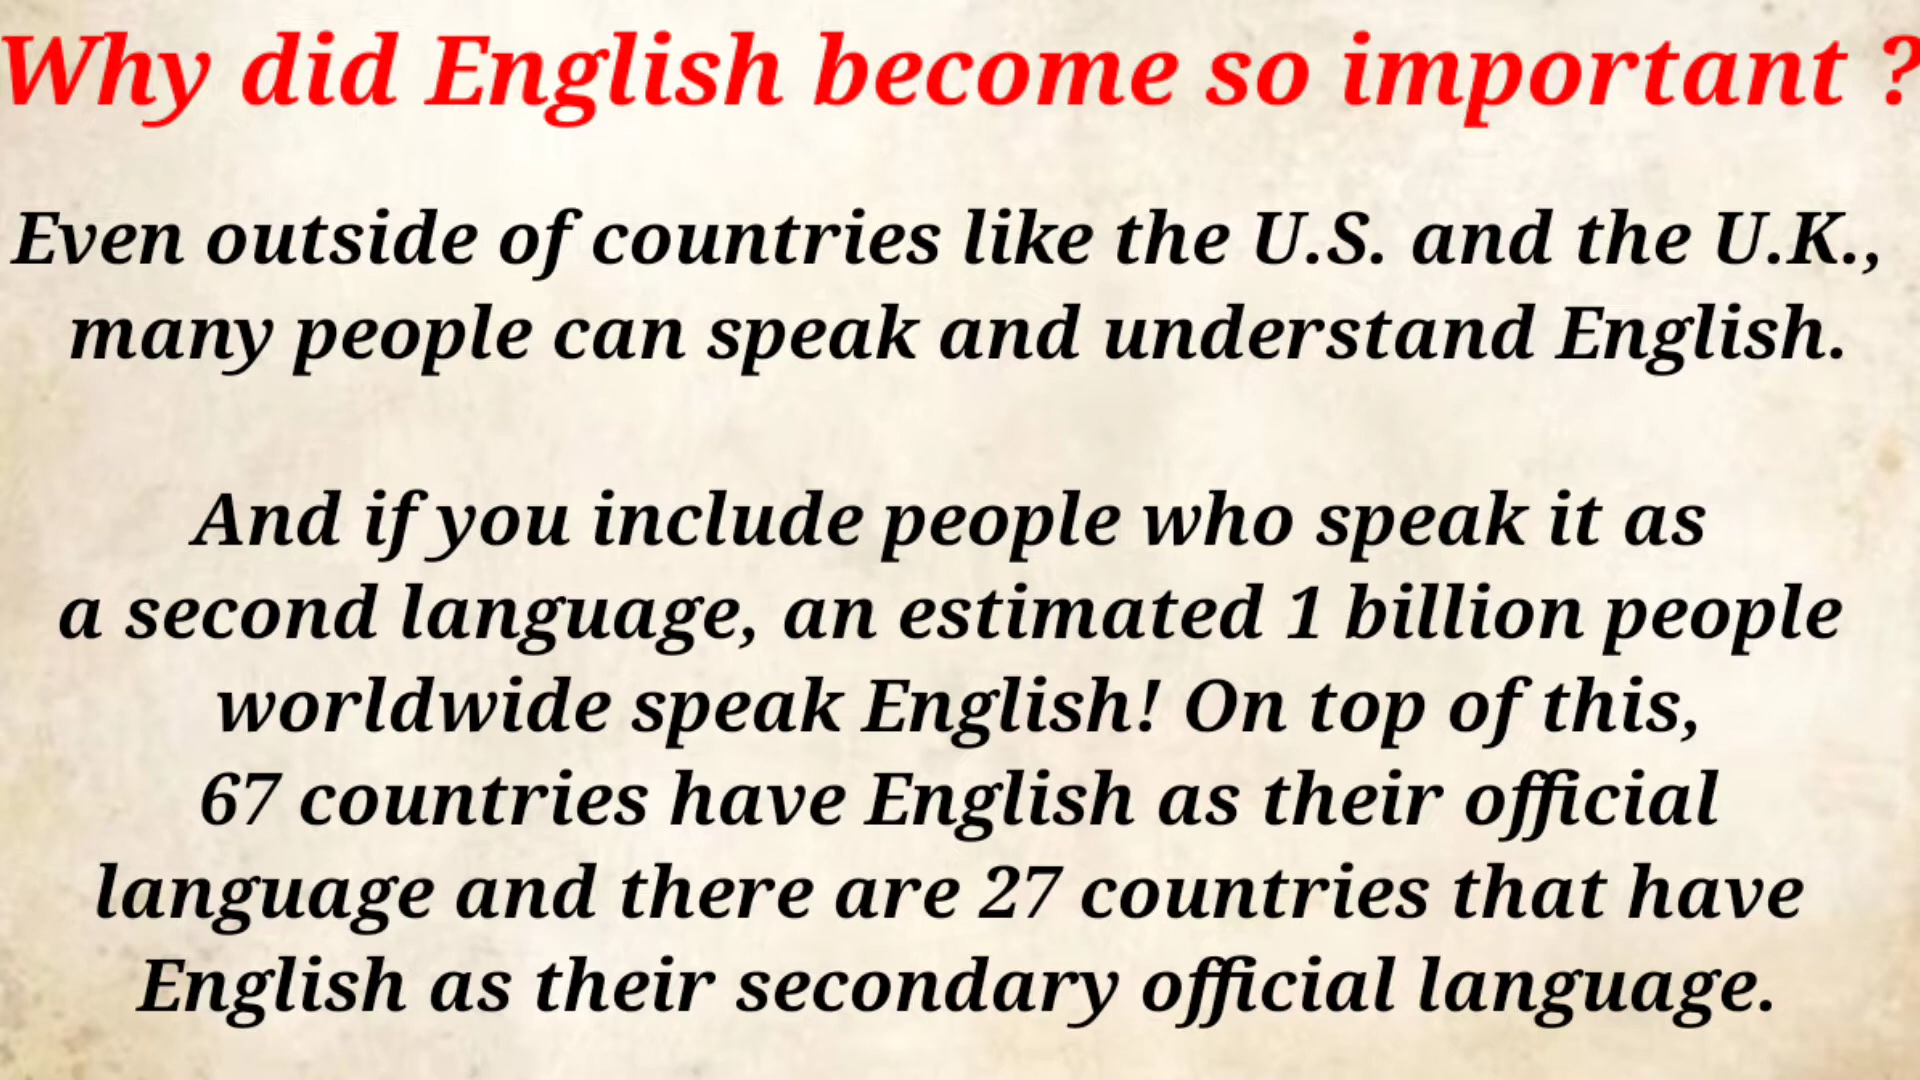 Why did English become so important ?
Even outside of countries like the U.S. and the U.K.,
many people can speak and understand English.
And if you include people who speak it as
a second language, an estimated 1 billion people
worldwide speak English! On top of this,
67 countries have English as their official
language and there are 27 countries that have
English as their secondary official language.